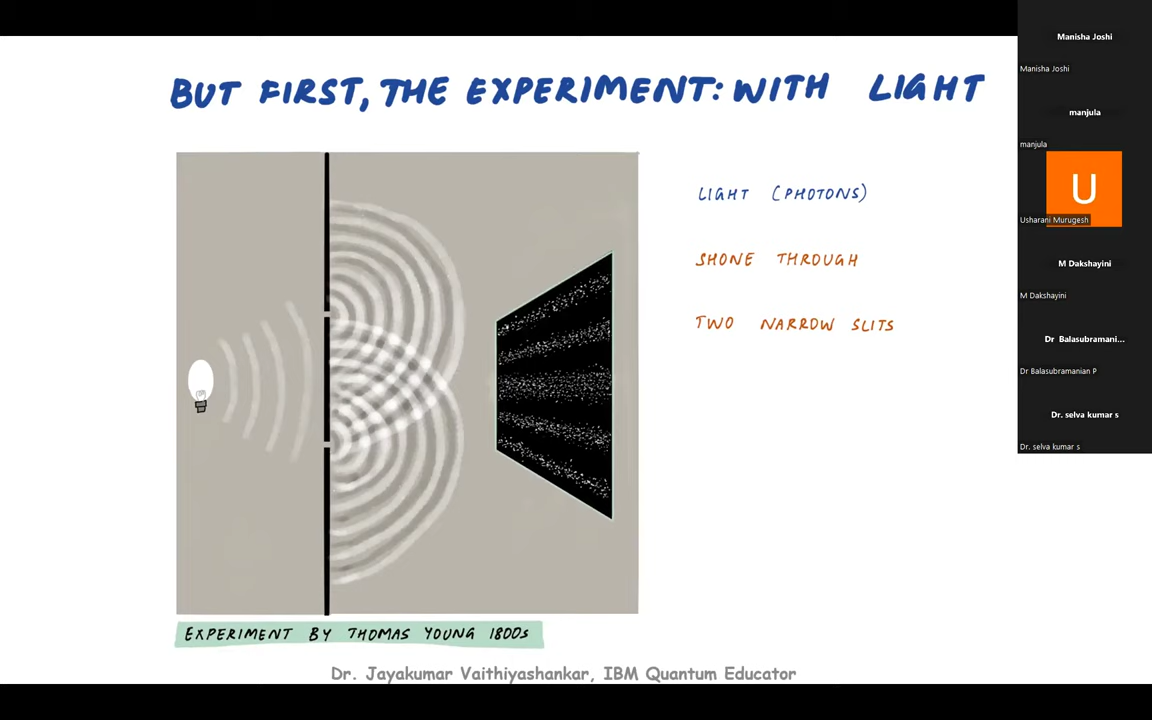 BUT FIRST, THE EXPERIMENT: WITH LIGHT
LIGHT (PHOTONS)
SHONE THROUGH
TWO NARROW SLITS
EXPERIMENT BY THOMAS YOUNG 1800s
Dr. Jayakumar Vaithiyashankar, IBM Quantum Educator
Manisha Joshi
Manisha Joshi
manjula
manjula
U
Usharani Murugesh
M Dakshayini
M Dakshayini
Dr Balasubramani...
Dr Balasubramanian P
Dr. selva kumar s
Dr. selva kumar s